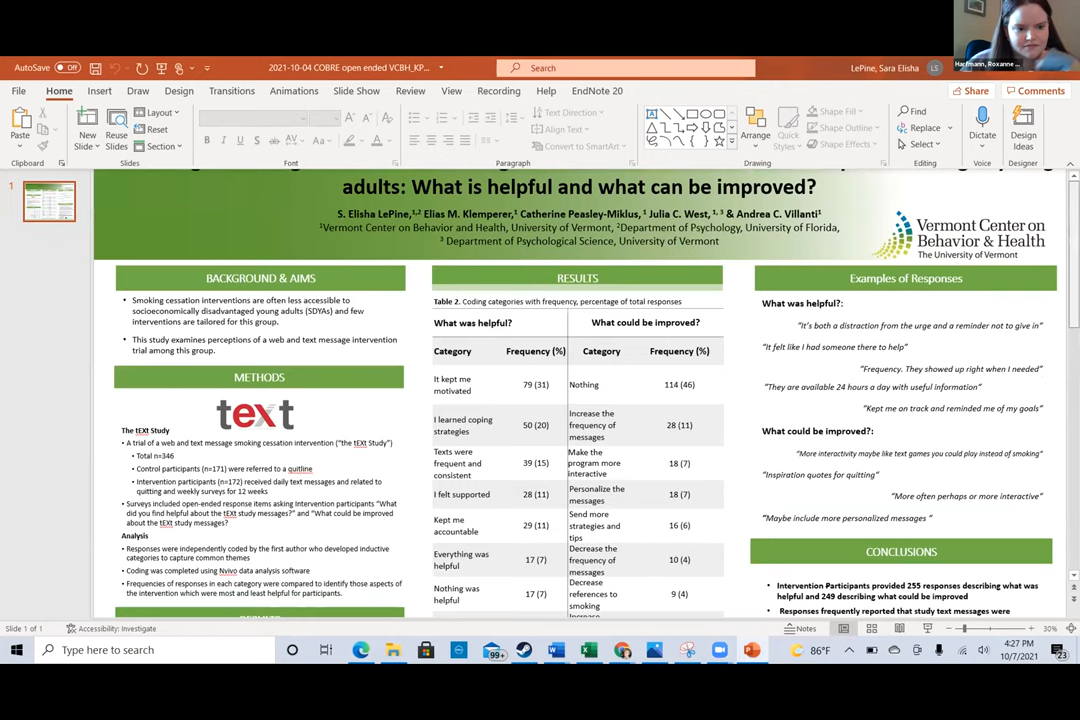 Harfmann, Roxanne ...
AutoSave Off
2021-10-04 COBRE open ended VCBH_KP...
Search
LePine, Sara Elisha LS
File Home Insert Draw Design Transitions Animations Slide Show Review View Recording Help EndNote 20 Share Comments
Paste
New
Slide
Reuse
Slides
Layout
Reset
Section
B I U S ab AV Aa A
Text Direction
Align Text
Convert to SmartArt
Arrange
Quick
Styles
Shape Fill
Shape Outline
Shape Effects
Find
Replace
Select
Dictate
Design
Ideas
Clipboard Slides Font Paragraph Drawing Editing Voice Designer
1
adults: What is helpful and what can be improved?
S. Elisha LePine,1,2 Elias M. Klemperer,1 Catherine Peasley-Miklus,1 Julia C. West,1, 3 & Andrea C. Villanti1
1Vermont Center on Behavior and Health, University of Vermont, 2Department of Psychology, University of Florida,
3 Department of Psychological Science, University of Vermont
Vermont Center on
Behavior & Health
The University of Vermont
BACKGROUND & AIMS
• Smoking cessation interventions are often less accessible to
socioeconomically disadvantaged young adults (SDYAs) and few
interventions are tailored for this group.
• This study examines perceptions of a web and text message intervention
trial among this group.
METHODS
text
The tEXt Study
• A trial of a web and text message smoking cessation intervention ("the tEXt Study")
• Total n=346
• Control participants (n=171) were referred to a quitline
• Intervention participants (n=172) received daily text messages and related to
quitting and weekly surveys for 12 weeks
• Surveys included open-ended response items asking Intervention participants "What
did you find helpful about the tEXt study messages?" and "What could be improved
about the tEXt study messages?
Analysis
• Responses were independently coded by the first author who developed inductive
categories to capture common themes
• Coding was completed using Nvivo data analysis software
• Frequencies of responses in each category were compared to identify those aspects of
the intervention which were most and least helpful for participants.
RESULTS
Table 2. Coding categories with frequency, percentage of total responses
What was helpful? What could be improved?
Category Frequency (%) Category Frequency (%)
It kept me
motivated
79 (31)
Nothing
114 (46)
I learned coping
strategies
50 (20)
Increase the
frequency of
messages
28 (11)
Texts were
frequent and
consistent
39 (15)
Make the
program more
interactive
18 (7)
I felt supported
28 (11)
Personalize the
messages
18 (7)
Kept me
accountable
29 (11)
Send more
strategies and
tips
16 (6)
Everything was
helpful
17 (7)
Decrease the
frequency of
messages
10 (4)
Nothing was
helpful
17 (7)
Decrease
references to
smoking
9 (4)
Examples of Responses
What was helpful?:
"It's both a distraction from the urge and a reminder not to give in"
"It felt like I had someone there to help"
"Frequency. They showed up right when I needed"
"They are available 24 hours a day with useful information"
"Kept me on track and reminded me of my goals"
What could be improved?:
"More interactivity maybe like text games you could play instead of smoking"
"Inspiration quotes for quitting"
"More often perhaps or more interactive"
"Maybe include more personalized messages "
CONCLUSIONS
• Intervention Participants provided 255 responses describing what was
helpful and 249 describing what could be improved
• Responses frequently reported that study text messages were
Slide 1 of 1 Accessibility: Investigate Notes 30%
Type here to search
99+
86°F
4:27 PM
10/7/2021
23